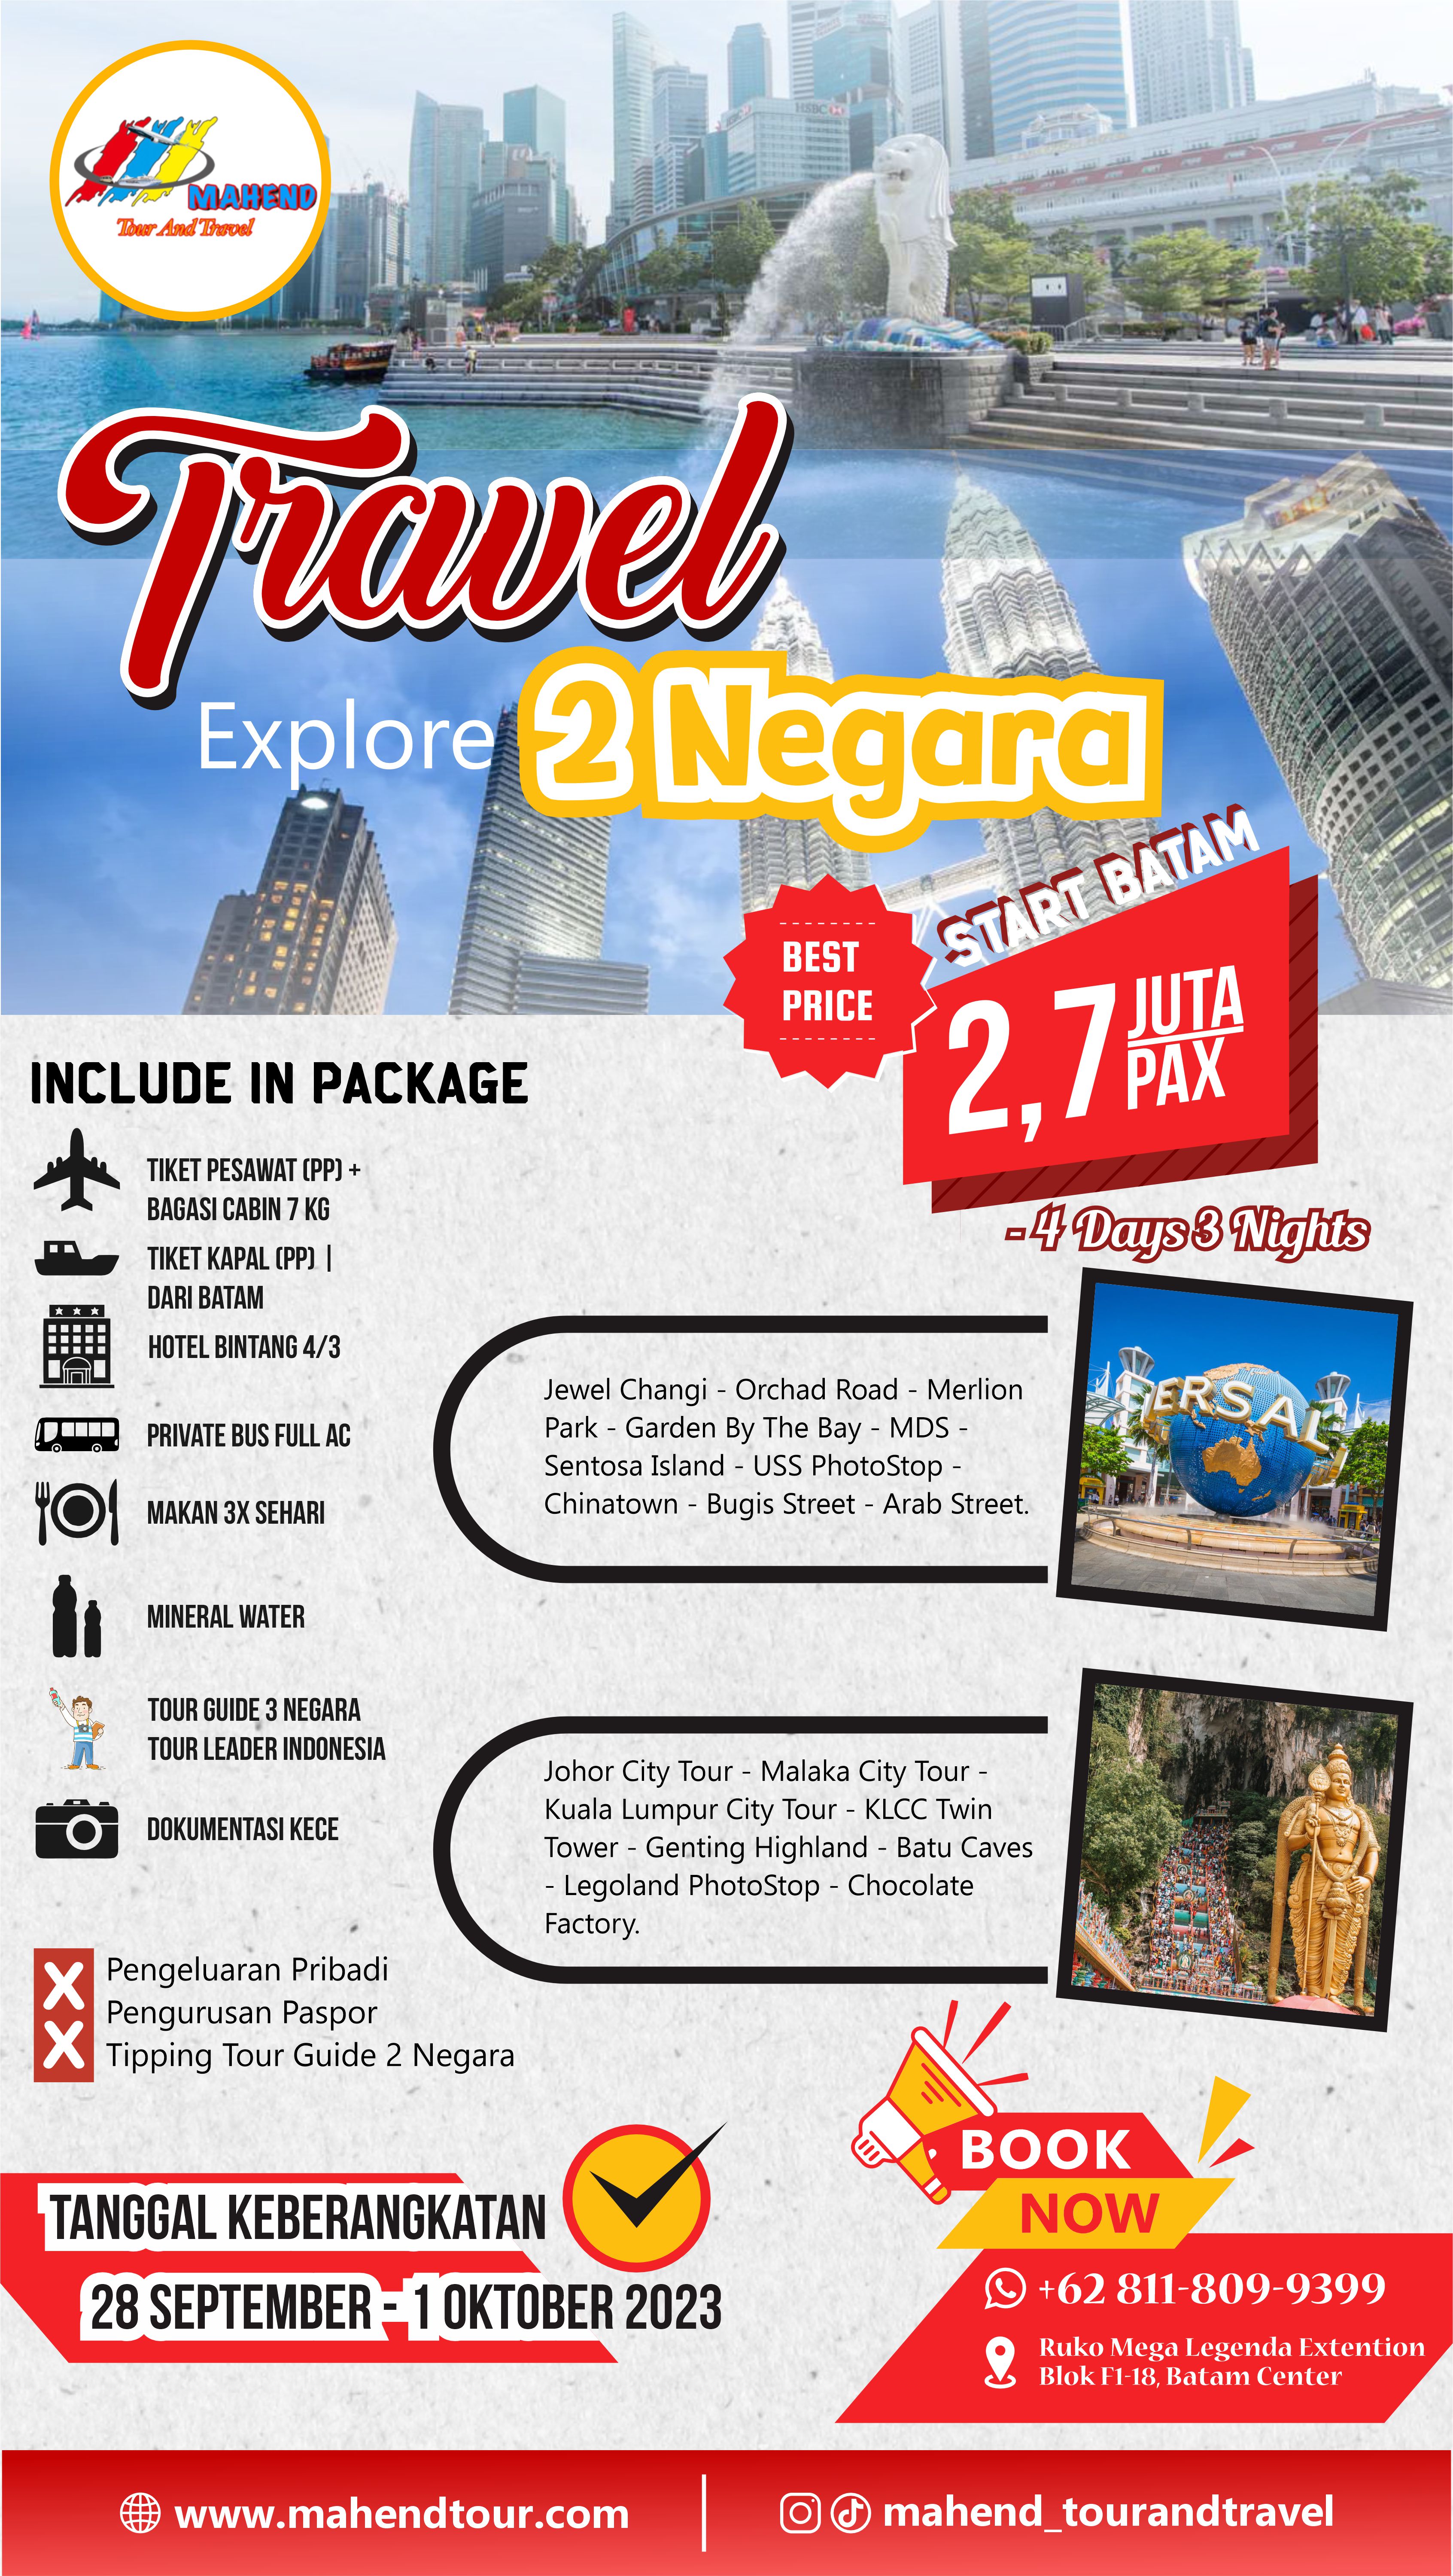 MAHEND
Tour And Travel
HSBC
Travel
Explore 2 Negara
START BATAM
BEST
PRICE
2,7 JUTA
PAX
- 4 Days 3 Nights
INCLUDE IN PACKAGE
TIKET PESAWAT (PP) +
BAGASI CABIN 7 KG
TIKET KAPAL (PP) |
DARI BATAM
HOTEL BINTANG 4/3
PRIVATE BUS FULL AC
MAKAN 3X SEHARI
MINERAL WATER
TOUR GUIDE 3 NEGARA
TOUR LEADER INDONESIA
DOKUMENTASI KECE
Jewel Changi - Orchad Road - Merlion
Park - Garden By The Bay - MDS -
Sentosa Island - USS PhotoStop -
Chinatown - Bugis Street - Arab Street.
ERSAL
Johor City Tour - Malaka City Tour -
Kuala Lumpur City Tour - KLCC Twin
Tower - Genting Highland - Batu Caves
- Legoland PhotoStop - Chocolate
Factory.
X Pengeluaran Pribadi
Pengurusan Paspor
X Tipping Tour Guide 2 Negara
TANGGAL KEBERANGKATAN
28 SEPTEMBER - 1 OKTOBER 2023
BOOK
NOW
+62 811-809-9399
Ruko Mega Legenda Extention
Blok F1-18, Batam Center
www.mahendtour.com
mahend_tourandtravel